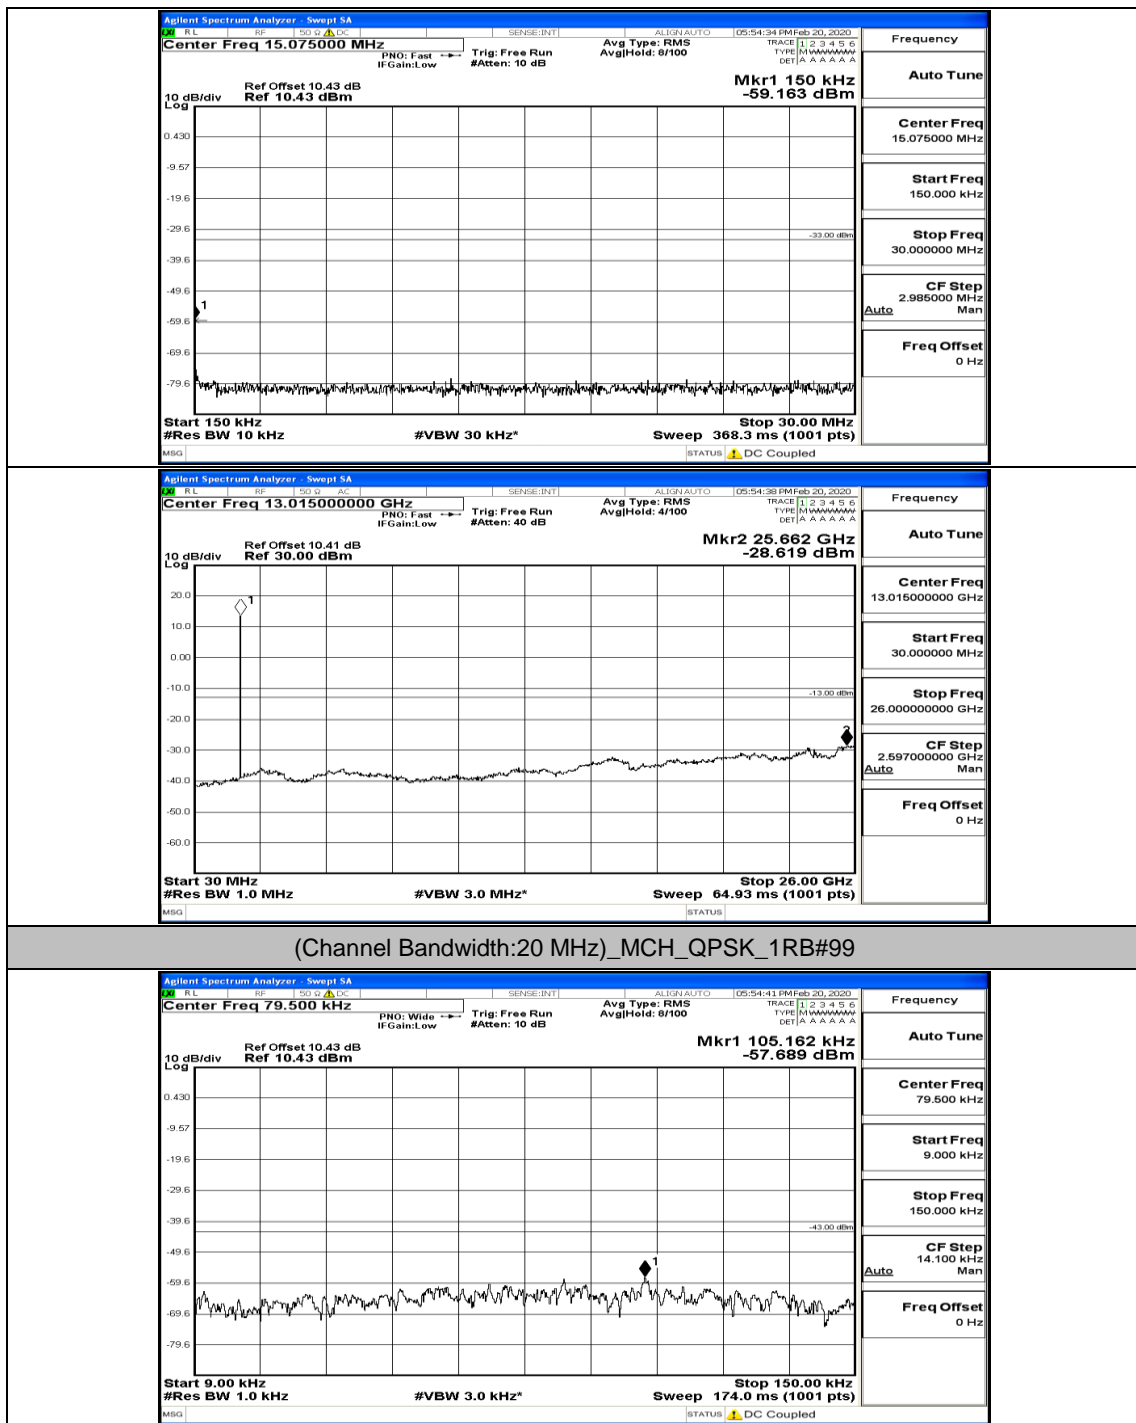 Agilent Spectrum Analyzer - Swept SA
LXI RL RF 50 Ω DC SENSE:INT ALIGN AUTO 05:54:34 PM Feb 20, 2020
Center Freq 15.075000 MHz
PNO: Fast Trig: Free Run Avg Type: RMS TRACE 1 2 3 4 5 6
IFGain:Low #Atten: 10 dB Avg|Hold: 8/100 TYPE M WWWWW
DET A A A A A A
Frequency
Auto Tune
Ref Offset 10.43 dB
10 dB/div Ref 10.43 dBm
Log
Mkr1 150 kHz
-59.163 dBm
0.430
-9.57
-19.6
-29.6
-33.00 dBm
-39.6
-49.6
1
-59.6
-69.6
-79.6
Center Freq
15.075000 MHz
Start Freq
150.000 kHz
Stop Freq
30.000000 MHz
CF Step
2.985000 MHz
Auto Man
Freq Offset
0 Hz
Start 150 kHz Stop 30.00 MHz
#Res BW 10 kHz #VBW 30 kHz* Sweep 368.3 ms (1001 pts)
MSG STATUS DC Coupled
Agilent Spectrum Analyzer - Swept SA
LXI RL RF 50 Ω AC SENSE:INT ALIGN AUTO 05:54:38 PM Feb 20, 2020
Center Freq 13.015000000 GHz
PNO: Fast Trig: Free Run Avg Type: RMS TRACE 1 2 3 4 5 6
IFGain:Low #Atten: 40 dB Avg|Hold: 4/100 TYPE M WWWWW
DET A A A A A A
Frequency
Auto Tune
Ref Offset 10.41 dB
10 dB/div Ref 30.00 dBm
Log
Mkr2 25.662 GHz
-28.619 dBm
20.0
1
10.0
0.00
-10.0
-13.00 dBm
-20.0
2
-30.0
-40.0
-50.0
-60.0
Center Freq
13.015000000 GHz
Start Freq
30.000000 MHz
Stop Freq
26.000000000 GHz
CF Step
2.597000000 GHz
Auto Man
Freq Offset
0 Hz
Start 30 MHz Stop 26.00 GHz
#Res BW 1.0 MHz #VBW 3.0 MHz* Sweep 64.93 ms (1001 pts)
MSG STATUS
(Channel Bandwidth:20 MHz)_MCH_QPSK_1RB#99
Agilent Spectrum Analyzer - Swept SA
LXI RL RF 50 Ω DC SENSE:INT ALIGN AUTO 05:54:41 PM Feb 20, 2020
Center Freq 79.500 kHz
PNO: Wide Trig: Free Run Avg Type: RMS TRACE 1 2 3 4 5 6
IFGain:Low #Atten: 10 dB Avg|Hold: 8/100 TYPE M WWWWW
DET A A A A A A
Frequency
Auto Tune
Ref Offset 10.43 dB
10 dB/div Ref 10.43 dBm
Log
Mkr1 105.162 kHz
-57.689 dBm
0.430
-9.57
-19.6
-29.6
-39.6
-43.00 dBm
-49.6
1
-59.6
-69.6
-79.6
Center Freq
79.500 kHz
Start Freq
9.000 kHz
Stop Freq
150.000 kHz
CF Step
14.100 kHz
Auto Man
Freq Offset
0 Hz
Start 9.00 kHz Stop 150.00 kHz
#Res BW 1.0 kHz #VBW 3.0 kHz* Sweep 174.0 ms (1001 pts)
MSG STATUS DC Coupled